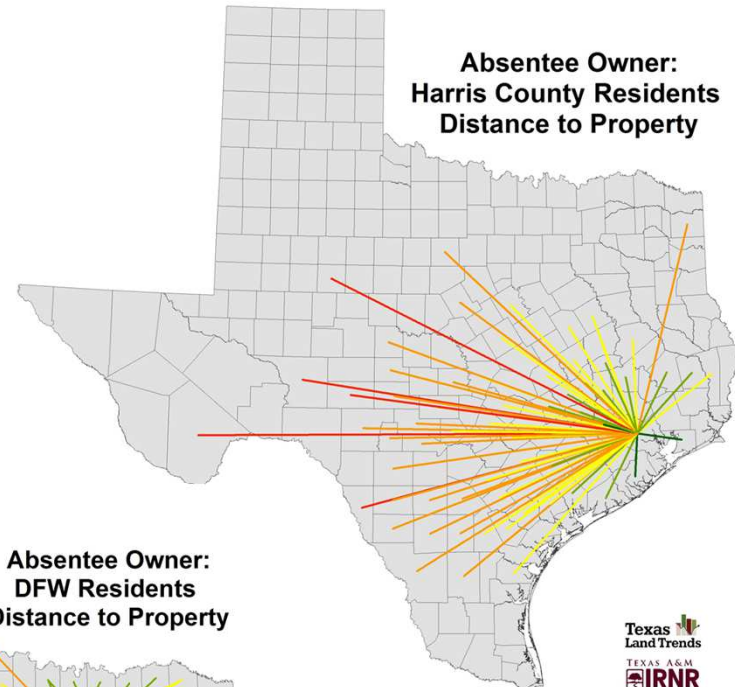 Absentee Owner:
Harris County Residents
Distance to Property
Absentee Owner:
DFW Residents
Distance to Property
Texas
Land Trends
TEXAS A&M
IRNR